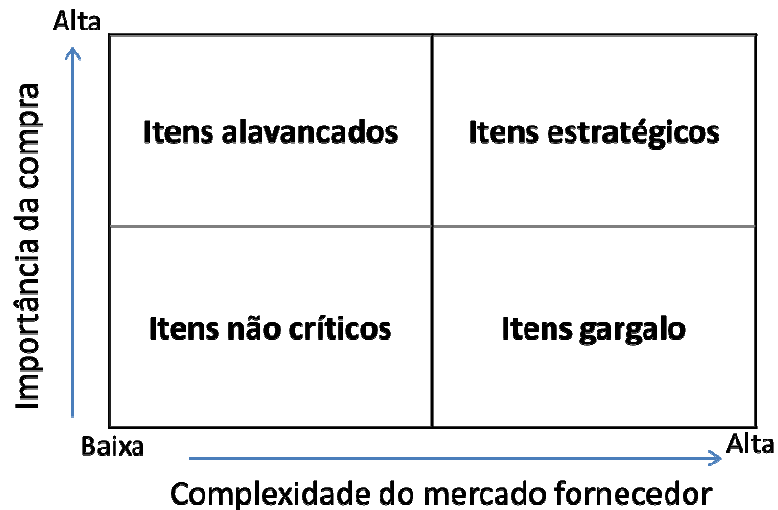 Alta
Importância da compra
Itens alavancados
Itens estratégicos
Itens não críticos
Itens gargalo
Baixa
Alta
Complexidade do mercado fornecedor